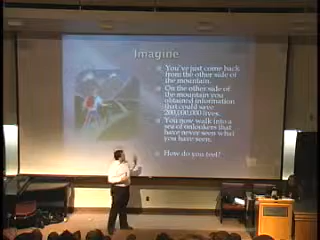 Imagine
You've just come back
from the other side of
the mountain.
On the other side of
the mountain you
obtained information
that could save
200,000,000 lives.
You now walk into a
sea of onlookers that
have never seen what
you have seen.
How do you feel?